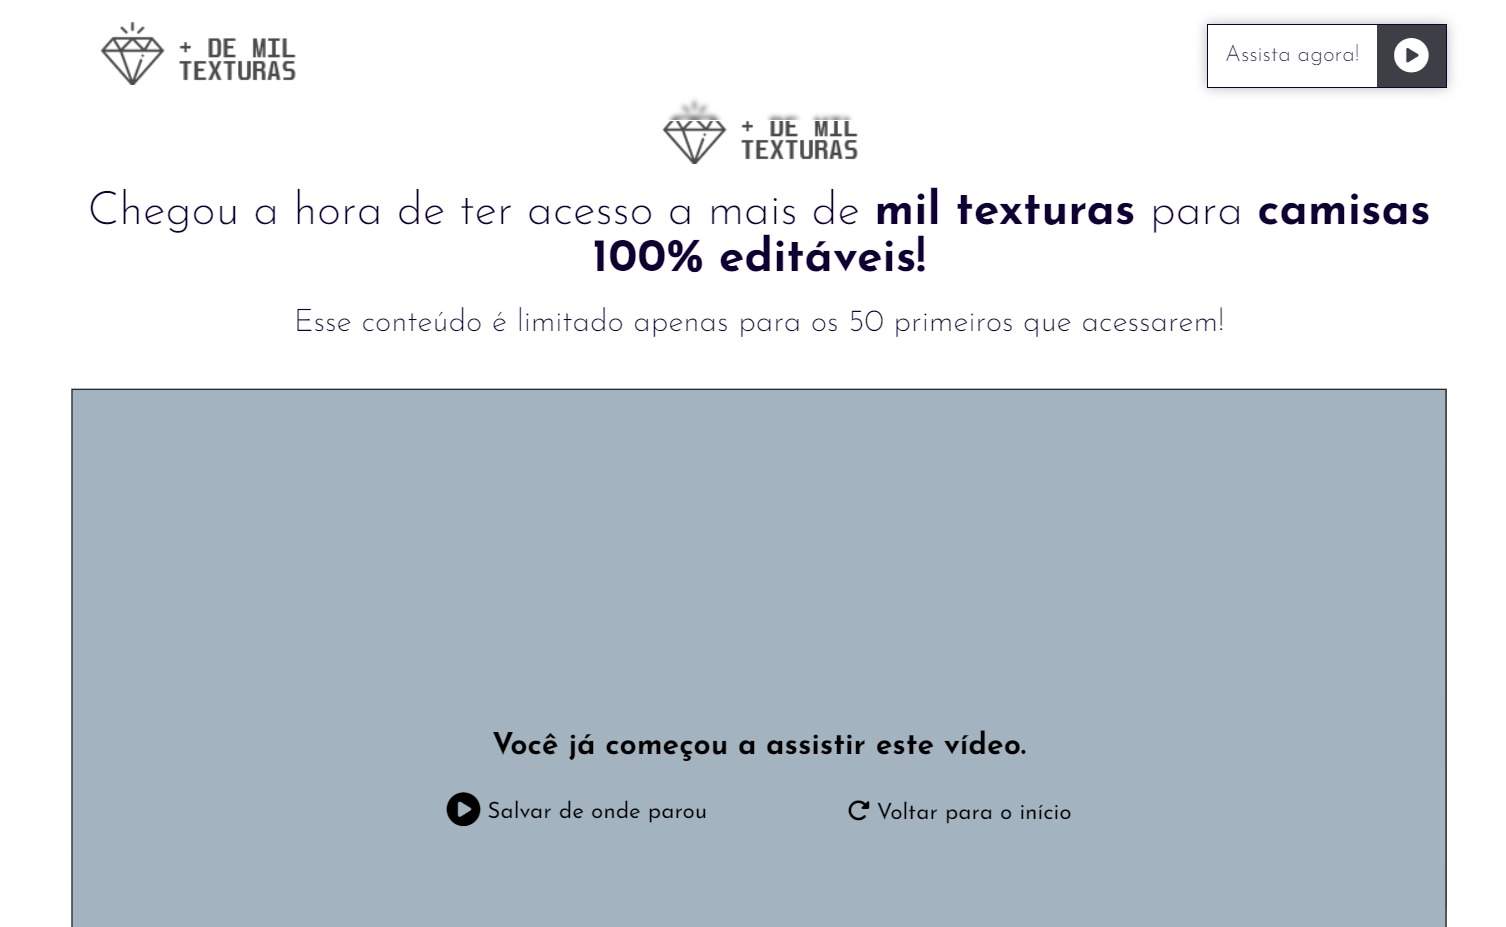 + DE MIL
TEXTURAS
Assista agora!
+ DE MIL
TEXTURAS
Chegou a hora de ter acesso a mais de mil texturas para camisas
100% editáveis!
Esse conteúdo é limitado apenas para os 50 primeiros que acessarem!
Você já começou a assistir este vídeo.
Salvar de onde parou
Voltar para o início